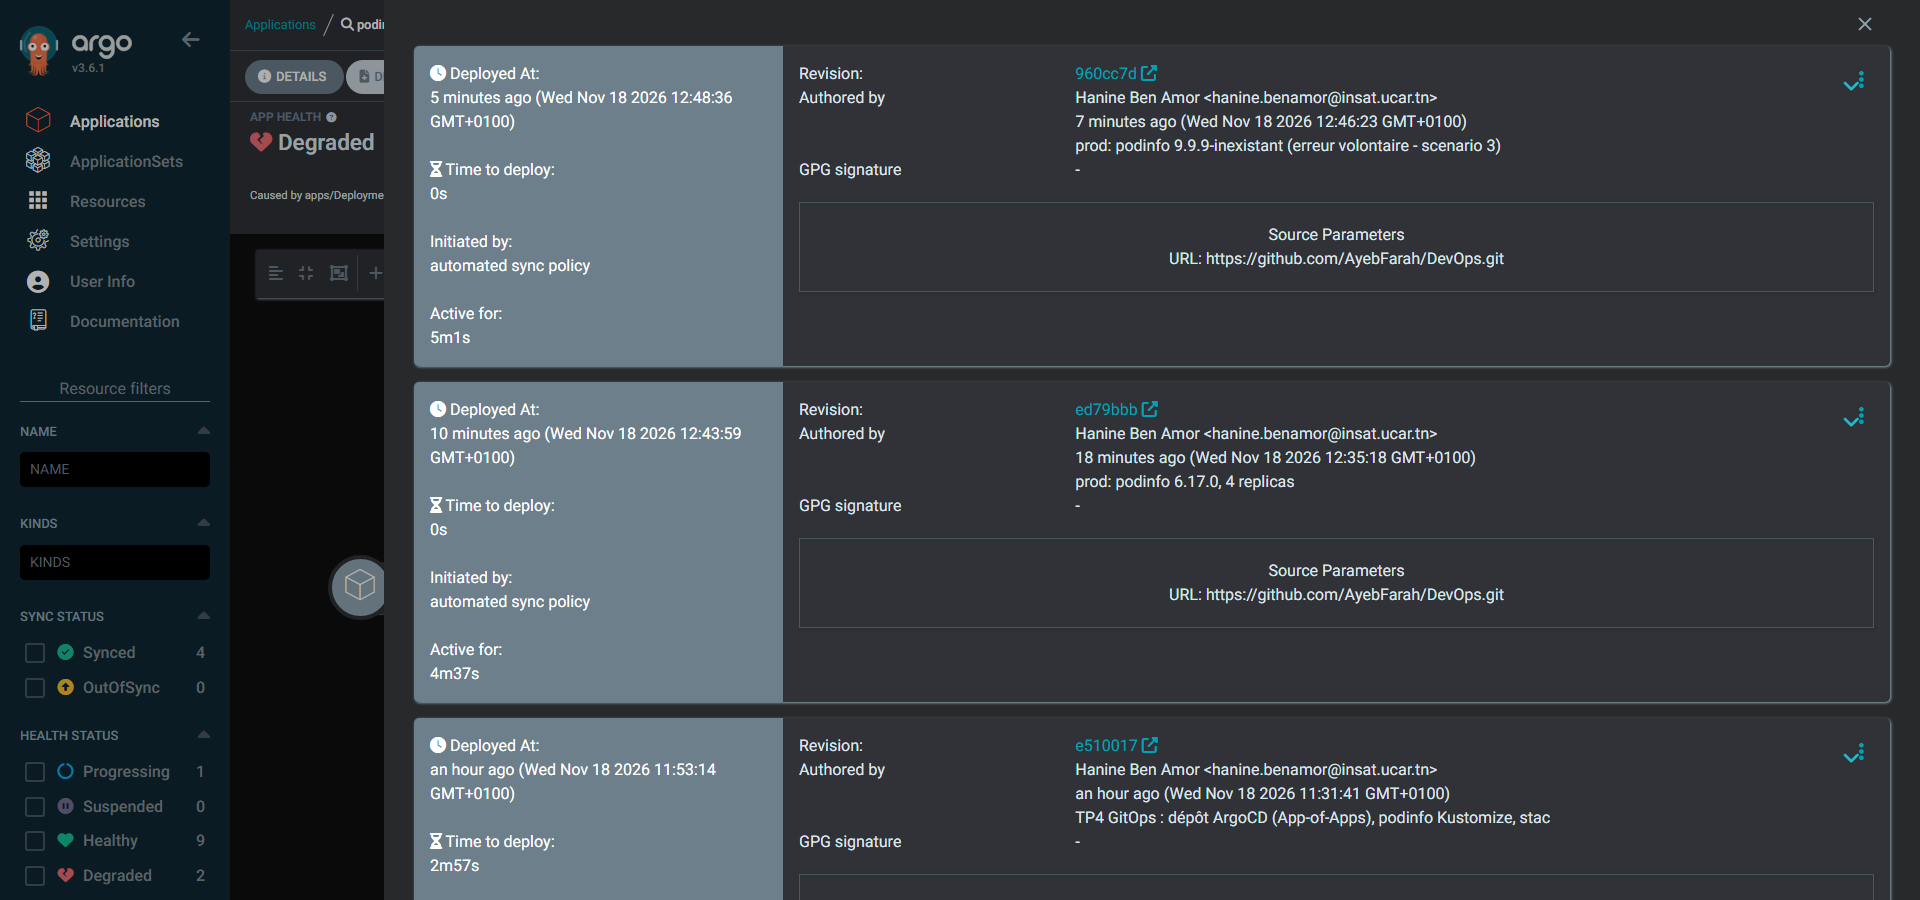 argo
v3.6.1
Applications
ApplicationSets
Resources
Settings
User Info
Documentation
Resource filters
NAME
NAME
KINDS
KINDS
SYNC STATUS
Synced 4
OutOfSync 0
HEALTH STATUS
Progressing 1
Suspended 0
Healthy 9
Degraded 2
Applications / podin
DETAILS
D
APP HEALTH
Degraded
Caused by apps/Deployme
Deployed At:
5 minutes ago (Wed Nov 18 2026 12:48:36
GMT+0100)
Time to deploy:
0s
Initiated by:
automated sync policy
Active for:
5m1s
Revision: 960cc7d
Authored by Hanine Ben Amor <hanine.benamor@insat.ucar.tn>
7 minutes ago (Wed Nov 18 2026 12:46:23 GMT+0100)
prod: podinfo 9.9.9-inexistant (erreur volontaire - scenario 3)
GPG signature -
Source Parameters
URL: https://github.com/AyebFarah/DevOps.git
Deployed At:
10 minutes ago (Wed Nov 18 2026 12:43:59
GMT+0100)
Time to deploy:
0s
Initiated by:
automated sync policy
Active for:
4m37s
Revision: ed79bbb
Authored by Hanine Ben Amor <hanine.benamor@insat.ucar.tn>
18 minutes ago (Wed Nov 18 2026 12:35:18 GMT+0100)
prod: podinfo 6.17.0, 4 replicas
GPG signature -
Source Parameters
URL: https://github.com/AyebFarah/DevOps.git
Deployed At:
an hour ago (Wed Nov 18 2026 11:53:14
GMT+0100)
Time to deploy:
2m57s
Revision: e510017
Authored by Hanine Ben Amor <hanine.benamor@insat.ucar.tn>
an hour ago (Wed Nov 18 2026 11:31:41 GMT+0100)
TP4 GitOps : dépôt ArgoCD (App-of-Apps), podinfo Kustomize, stac
GPG signature -